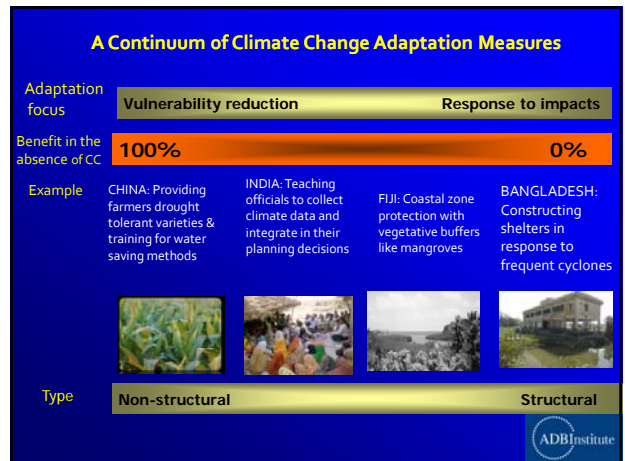 A Continuum of Climate Change Adaptation Measures
Adaptation
focus
Vulnerability reduction
Response to impacts
Benefit in the
absence of CC
100%
0%
Example
CHINA: Providing
farmers drought
tolerant varieties &
training for water
saving methods
INDIA: Teaching
officials to collect
climate data and
integrate in their
planning decisions
FIJI: Coastal zone
protection with
vegetative buffers
like mangroves
BANGLADESH:
Constructing
shelters in
response to
frequent cyclones
Type
Non-structural
Structural
ADBInstitute